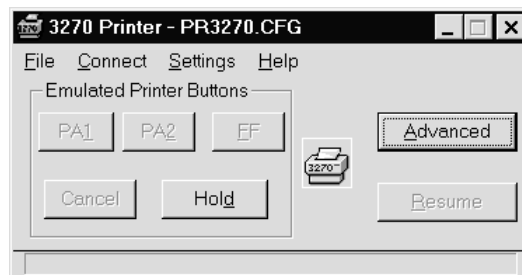 3270 Printer - PR3270.CFG
File Connect Settings Help
Emulated Printer Buttons
PA1 PA2 FF
Advanced
3270
Cancel Hold
Resume